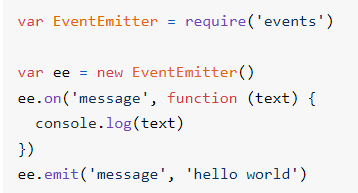 var EventEmitter = require('events')
var ee = new EventEmitter()
ee.on('message', function (text) {
  console.log(text)
})
ee.emit('message', 'hello world')